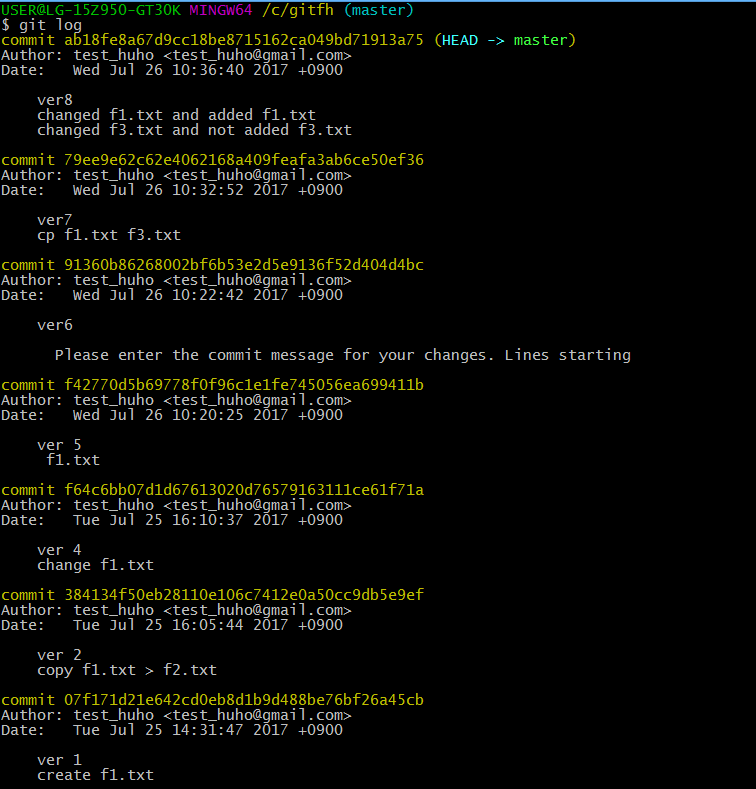 USER@LG-15Z950-GT30K MINGW64 /c/gitfh (master)
$ git log
commit ab18fe8a67d9cc18be8715162ca049bd71913a75 (HEAD -> master)
Author: test_huho <test_huho@gmail.com>
Date:   Wed Jul 26 10:36:40 2017 +0900

    ver8
    changed f1.txt and added f1.txt
    changed f3.txt and not added f3.txt

commit 79ee9e62c62e4062168a409feafa3ab6ce50ef36
Author: test_huho <test_huho@gmail.com>
Date:   Wed Jul 26 10:32:52 2017 +0900

    ver7
    cp f1.txt f3.txt

commit 91360b86268002bf6b53e2d5e9136f52d404d4bc
Author: test_huho <test_huho@gmail.com>
Date:   Wed Jul 26 10:22:42 2017 +0900

    ver6

      Please enter the commit message for your changes. Lines starting

commit f42770d5b69778f0f96c1e1fe745056ea699411b
Author: test_huho <test_huho@gmail.com>
Date:   Wed Jul 26 10:20:25 2017 +0900

    ver 5
     f1.txt

commit f64c6bb07d1d67613020d76579163111ce61f71a
Author: test_huho <test_huho@gmail.com>
Date:   Tue Jul 25 16:10:37 2017 +0900

    ver 4
    change f1.txt

commit 384134f50eb28110e106c7412e0a50cc9db5e9ef
Author: test_huho <test_huho@gmail.com>
Date:   Tue Jul 25 16:05:44 2017 +0900

    ver 2
    copy f1.txt > f2.txt

commit 07f171d21e642cd0eb8d1b9d488be76bf26a45cb
Author: test_huho <test_huho@gmail.com>
Date:   Tue Jul 25 14:31:47 2017 +0900

    ver 1
    create f1.txt